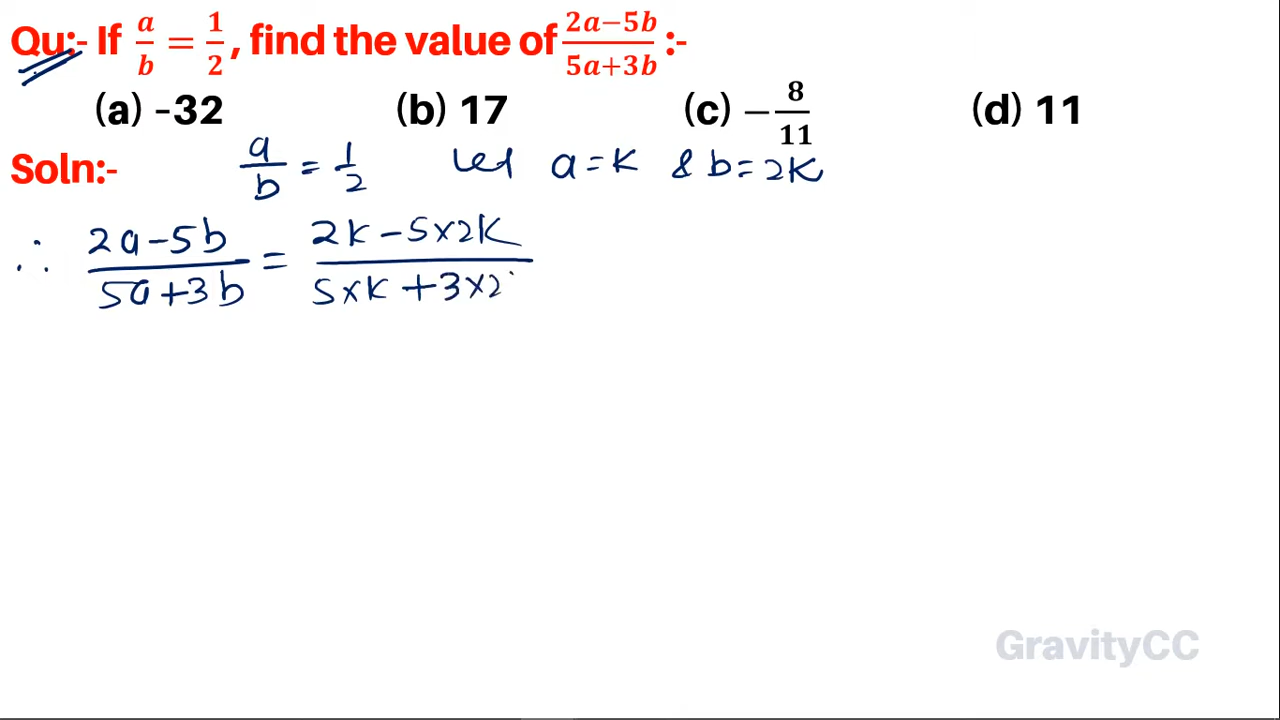 Qu:- If a/b = 1/2, find the value of (2a−5b)/(5a+3b) :-
(a) -32 (b) 17 (c) −8/11 (d) 11
Soln:- a/b = 1/2 Let a = K & b = 2K
∴ (2a-5b)/(5a+3b) = (2K-5×2K)/(5×K+3×2
GravityCC